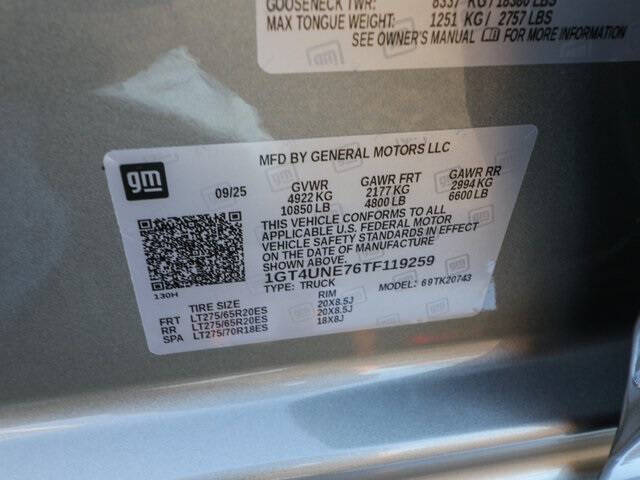 GOOSENECK TWR: 8337 KG / 18380 LBS
MAX TONGUE WEIGHT: 1251 KG / 2757 LBS
SEE OWNER'S MANUAL FOR MORE INFORMATION
gm
MFD BY GENERAL MOTORS LLC
09/25
GVWR GAWR FRT GAWR RR
4922 KG 2177 KG 2994 KG
10850 LB 4800 LB 6600 LB
THIS VEHICLE CONFORMS TO ALL
APPLICABLE U.S. FEDERAL MOTOR
VEHICLE SAFETY STANDARDS IN EFFECT
ON THE DATE OF MANUFACTURE
SHOWN ABOVE
1GT4UNE76TF119259
TYPE: TRUCK MODEL: 69TK20743
130H
TIRE SIZE RIM
FRT LT275/65R20ES 20X8.5J
RR LT275/65R20ES 20X8.5J
SPA LT275/70R18ES 18X8J